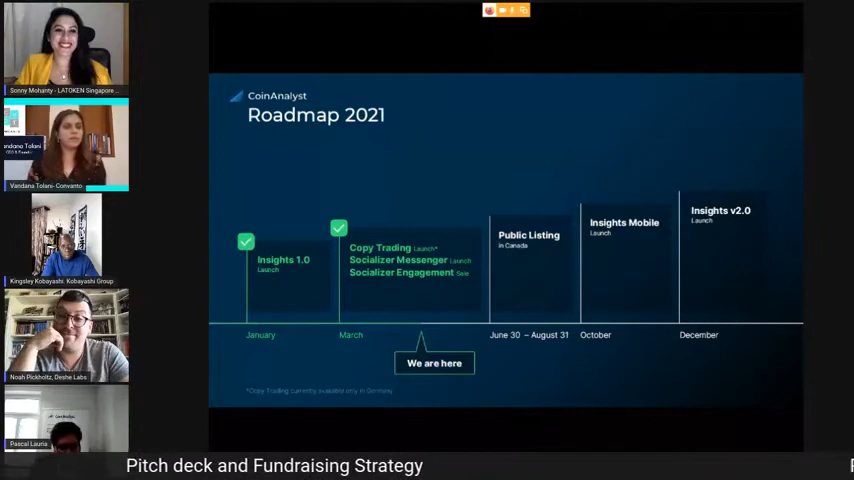 Sonny Mohanty - LATOKEN Singapore ...
Vandana Tolani- Convanto
Kingsley Kobayashi: Kobayashi Group
Noah Pickholtz, Deshe Labs
Pascal Lauria
CoinAnalyst
Roadmap 2021
Insights 1.0
Launch
Copy Trading Launch*
Socializer Messenger Launch
Socializer Engagement Sale
Public Listing
in Canada
Insights Mobile
Launch
Insights v2.0
Launch
January
March
June 30 – August 31
October
December
We are here
*Copy Trading currently available only in Germany
Pitch deck and Fundraising Strategy